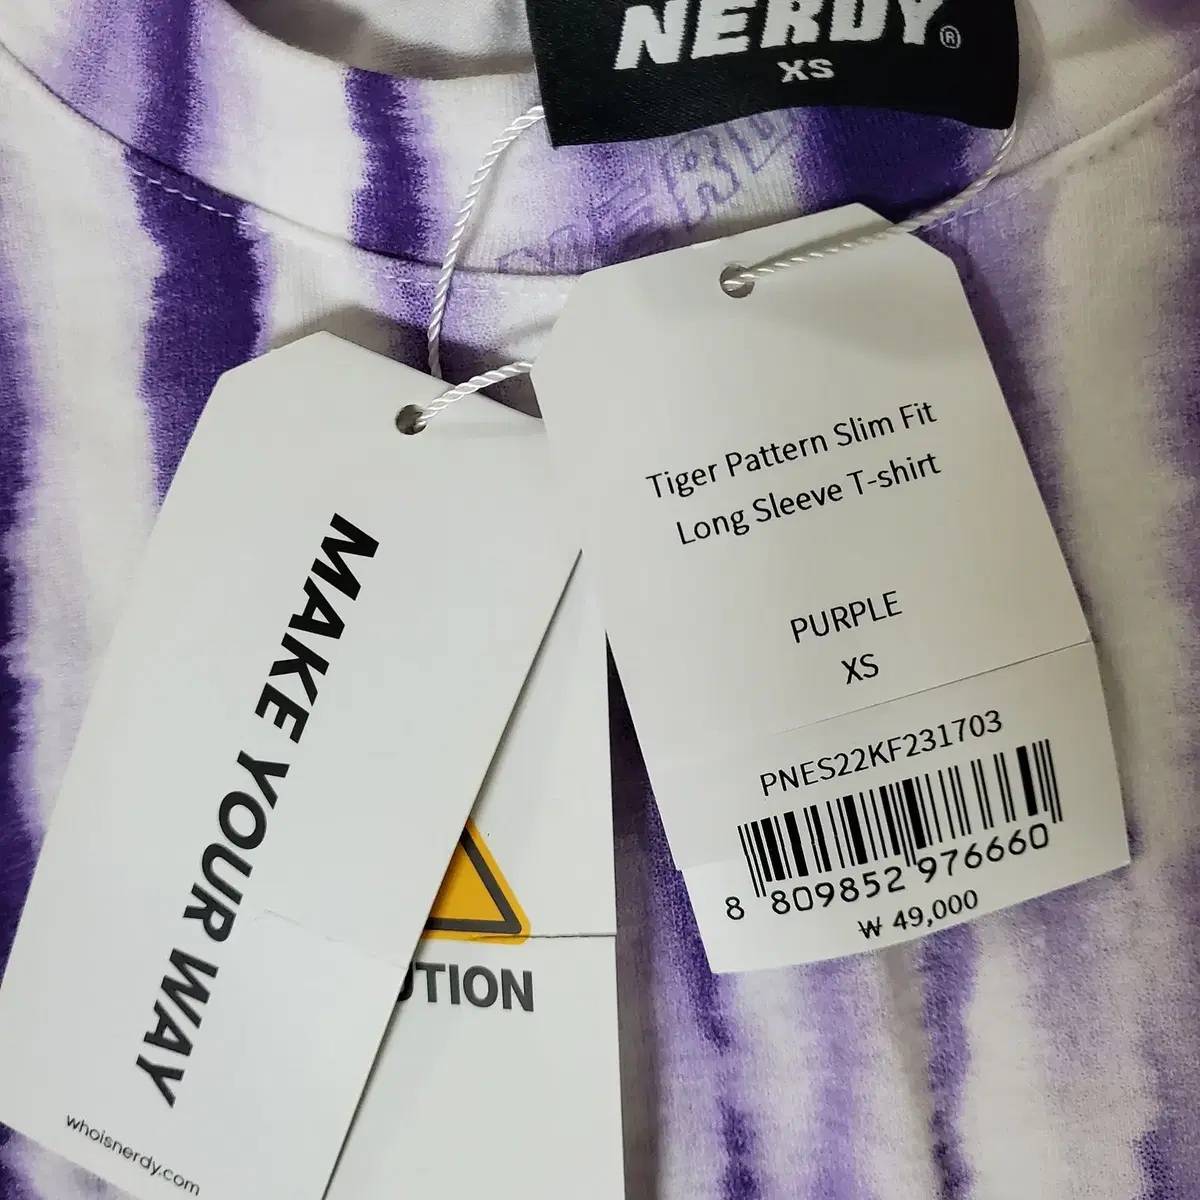 NERDY®
XS
Tiger Pattern Slim Fit
Long Sleeve T-shirt
PURPLE
XS
PNES22KF231703
8 809852 976660
₩ 49,000
MAKE YOUR WAY
whoisnerdy.com
UTION